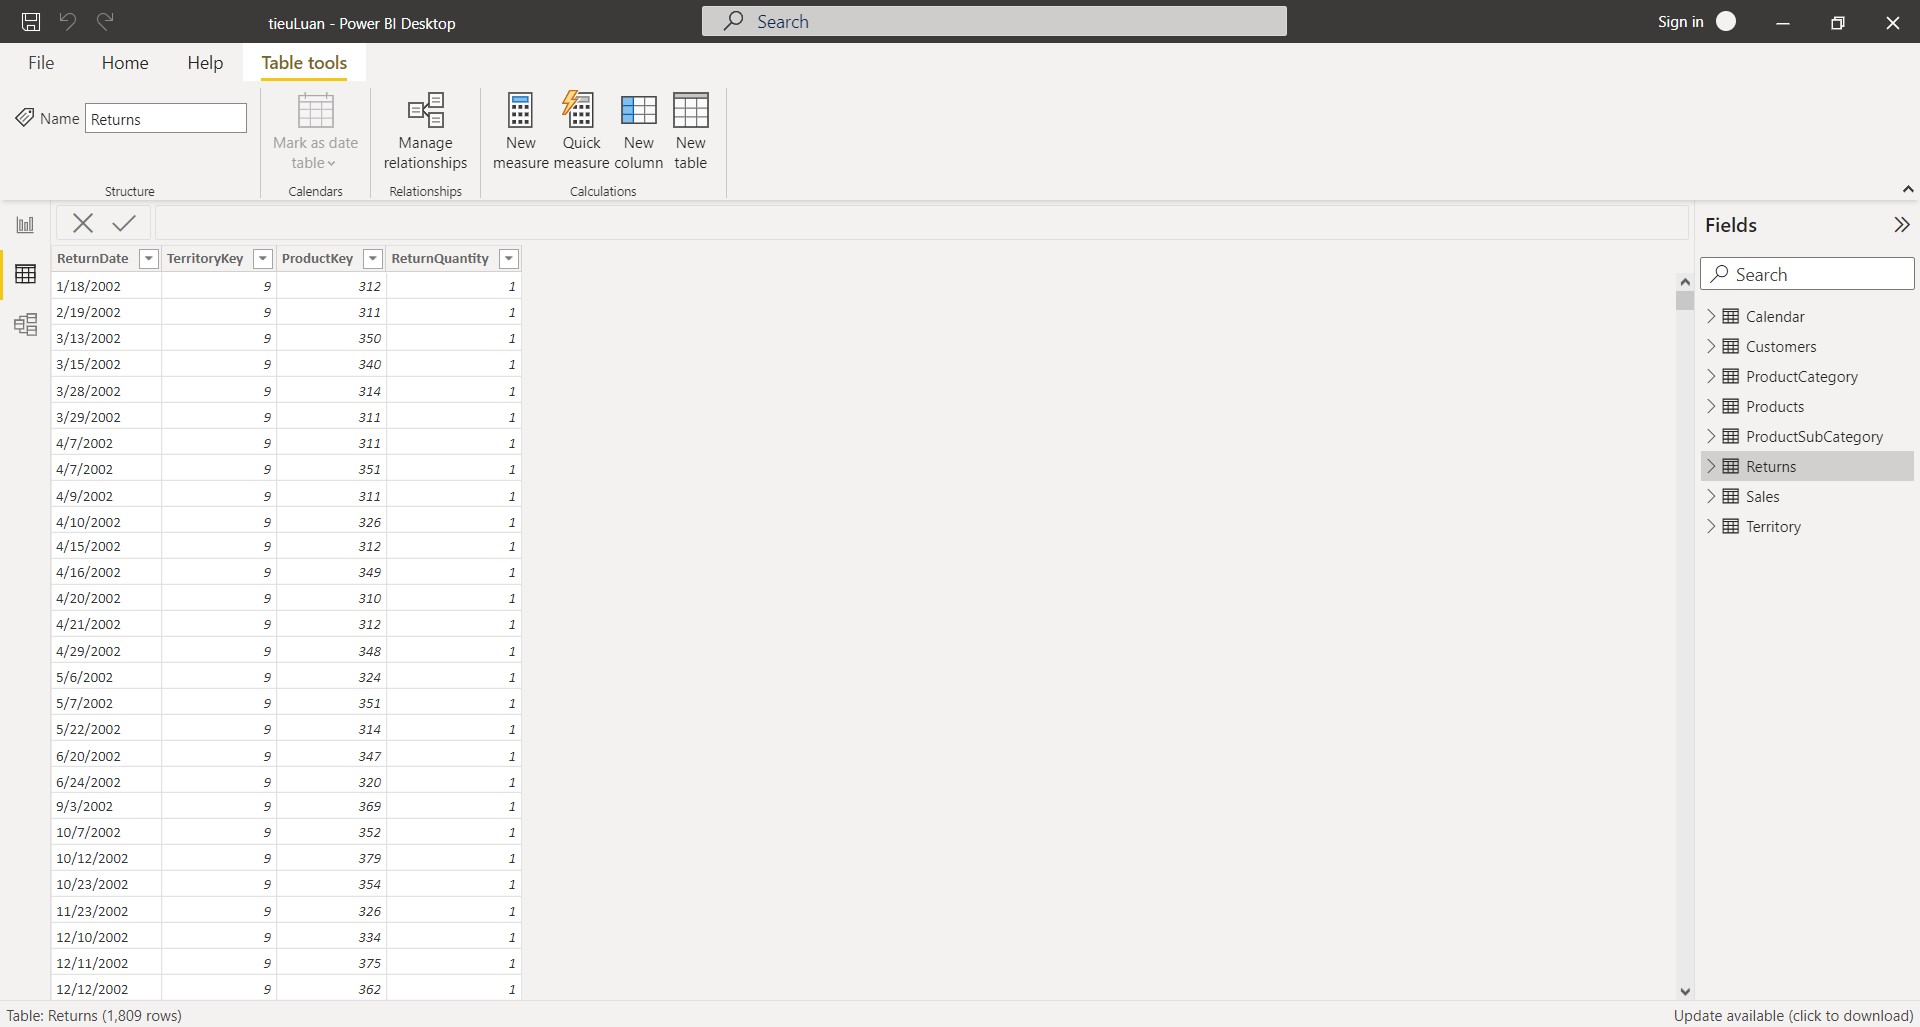 tieuLuan - Power BI Desktop
Search
Sign in
File Home Help Table tools
Name Returns
Mark as date table
Manage relationships
New measure
Quick measure
New column
New table
Structure Calendars Relationships Calculations
ReturnDate TerritoryKey ProductKey ReturnQuantity
1/18/2002 9 312 1
2/19/2002 9 311 1
3/13/2002 9 350 1
3/15/2002 9 340 1
3/28/2002 9 314 1
3/29/2002 9 311 1
4/7/2002 9 311 1
4/7/2002 9 351 1
4/9/2002 9 311 1
4/10/2002 9 326 1
4/15/2002 9 312 1
4/16/2002 9 349 1
4/20/2002 9 310 1
4/21/2002 9 312 1
4/29/2002 9 348 1
5/6/2002 9 324 1
5/7/2002 9 351 1
5/22/2002 9 314 1
6/20/2002 9 347 1
6/24/2002 9 320 1
9/3/2002 9 369 1
10/7/2002 9 352 1
10/12/2002 9 379 1
10/23/2002 9 354 1
11/23/2002 9 326 1
12/10/2002 9 334 1
12/11/2002 9 375 1
12/12/2002 9 362 1
Fields
Search
Calendar
Customers
ProductCategory
Products
ProductSubCategory
Returns
Sales
Territory
Table: Returns (1,809 rows)
Update available (click to download)